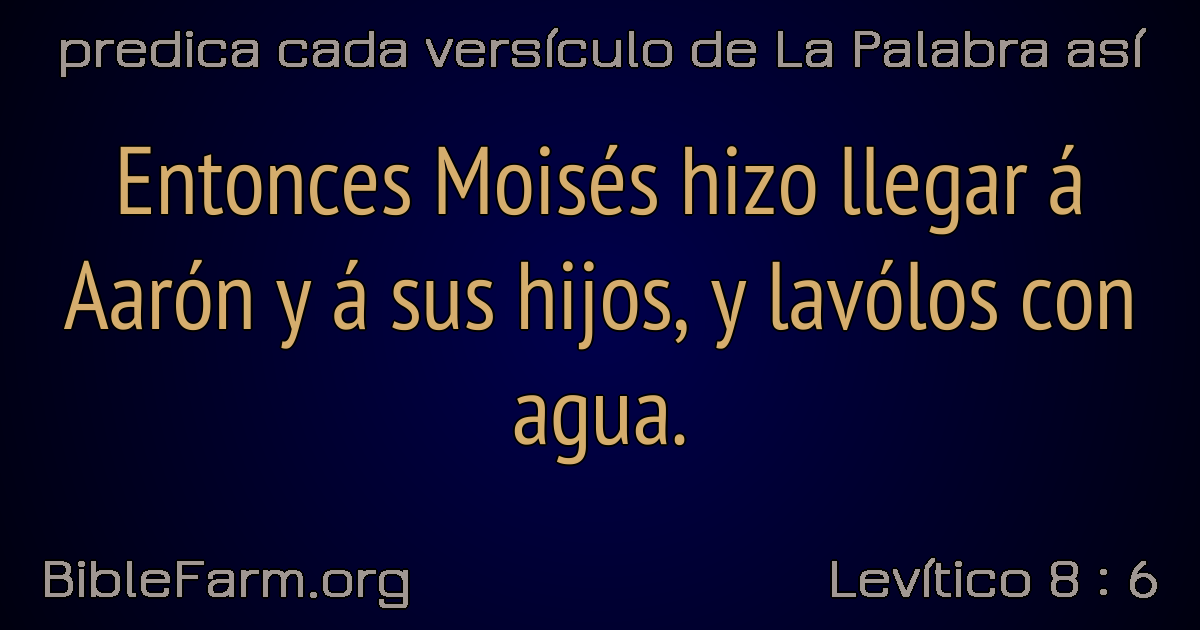 predica cada versículo de La Palabra así
Entonces Moisés hizo llegar á
Aarón y á sus hijos, y lavólos con
agua.
BibleFarm.org
Levítico 8 : 6